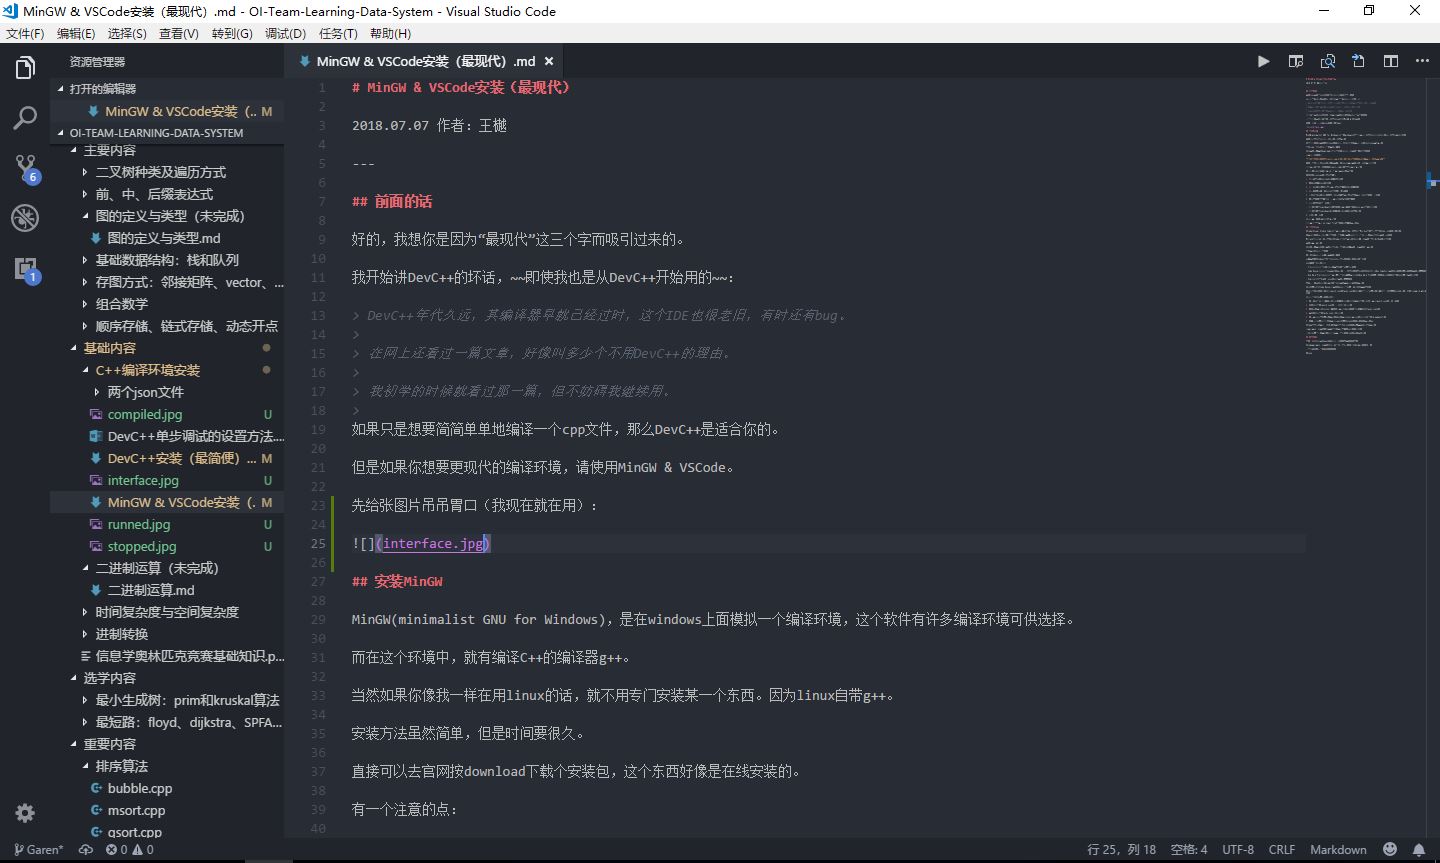 MinGW & VSCode安装（最现代）.md - OI-Team-Learning-Data-System - Visual Studio Code
文件(F) 编辑(E) 选择(S) 查看(V) 转到(G) 调试(D) 任务(T) 帮助(H)
资源管理器
打开的编辑器
MinGW & VSCode安装（.. M
OI-TEAM-LEARNING-DATA-SYSTEM
主要内容
二叉树种类及遍历方式
前、中、后缀表达式
图的定义与类型（未完成）
图的定义与类型.md
基础数据结构：栈和队列
存图方式：邻接矩阵、vector、...
组合数学
顺序存储、链式存储、动态开点
基础内容
C++编译环境安装
两个json文件
compiled.jpg U
DevC++单步调试的设置方法....
DevC++安装（最简便）... M
interface.jpg U
MinGW & VSCode安装（. M
runned.jpg U
stopped.jpg U
二进制运算（未完成）
二进制运算.md
时间复杂度与空间复杂度
进制转换
信息学奥林匹克竞赛基础知识.p...
选学内容
最小生成树：prim和kruskal算法
最短路：floyd、dijkstra、SPFA...
重要内容
排序算法
bubble.cpp
msort.cpp
qsort.cpp
6
1
MinGW & VSCode安装（最现代）.md ×
1 # MinGW & VSCode安装（最现代）
2
3 2018.07.07 作者：王樾
4
5 ---
6
7 ## 前面的话
8
9 好的，我想你是因为“最现代”这三个字而吸引过来的。
10
11 我开始讲DevC++的坏话，~~即使我也是从DevC++开始用的~~：
12
13 > DevC++年代久远，其编译器早就已经过时，这个IDE也很老旧，有时还有bug。
14 >
15 > 在网上还看过一篇文章，好像叫多少个不用DevC++的理由。
16 >
17 > 我初学的时候就看过那一篇，但不妨碍我继续用。
18 >
19 如果只是想要简简单单地编译一个cpp文件，那么DevC++是适合你的。
20
21 但是如果你想要更现代的编译环境，请使用MinGW & VSCode。
22
23 先给张图片吊吊胃口（我现在就在用）：
24
25 ![](interface.jpg)
26
27 ## 安装MinGW
28
29 MinGW(minimalist GNU for Windows)，是在windows上面模拟一个编译环境，这个软件有许多编译环境可供选择。
30
31 而在这个环境中，就有编译C++的编译器g++。
32
33 当然如果你像我一样在用linux的话，就不用专门安装某一个东西。因为linux自带g++。
34
35 安装方法虽然简单，但是时间要很久。
36
37 直接可以去官网按download下载个安装包，这个东西好像是在线安装的。
38
39 有一个注意的点：
40
Garen* 0 0 行 25，列 18 空格: 4 UTF-8 CRLF Markdown